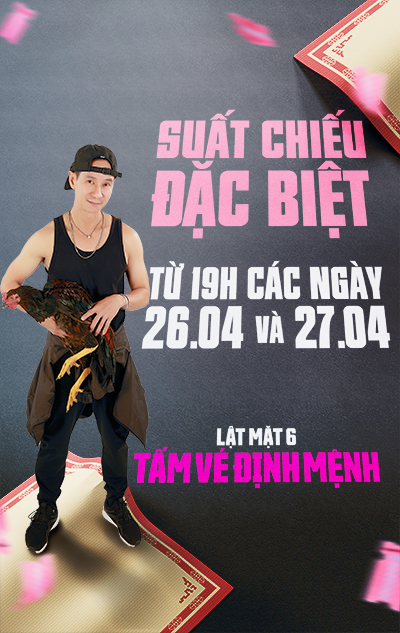 SUẤT CHIẾU
ĐẶC BIỆT
TỪ 19H CÁC NGÀY
26.04 VÀ 27.04
LẬT MẶT 6
TẤM VÉ ĐỊNH MỆNH